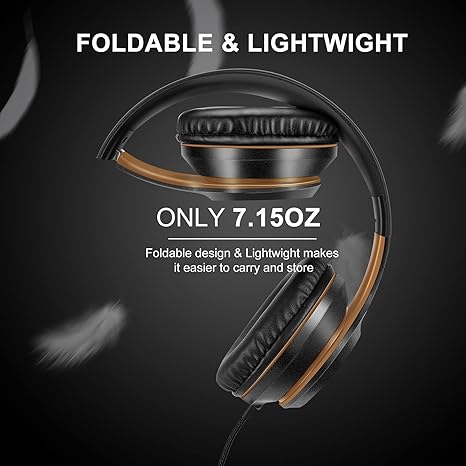 FOLDABLE & LIGHTWIGHT
ONLY 7.15OZ
Foldable design & Lightwight makes
it easier to carry and store